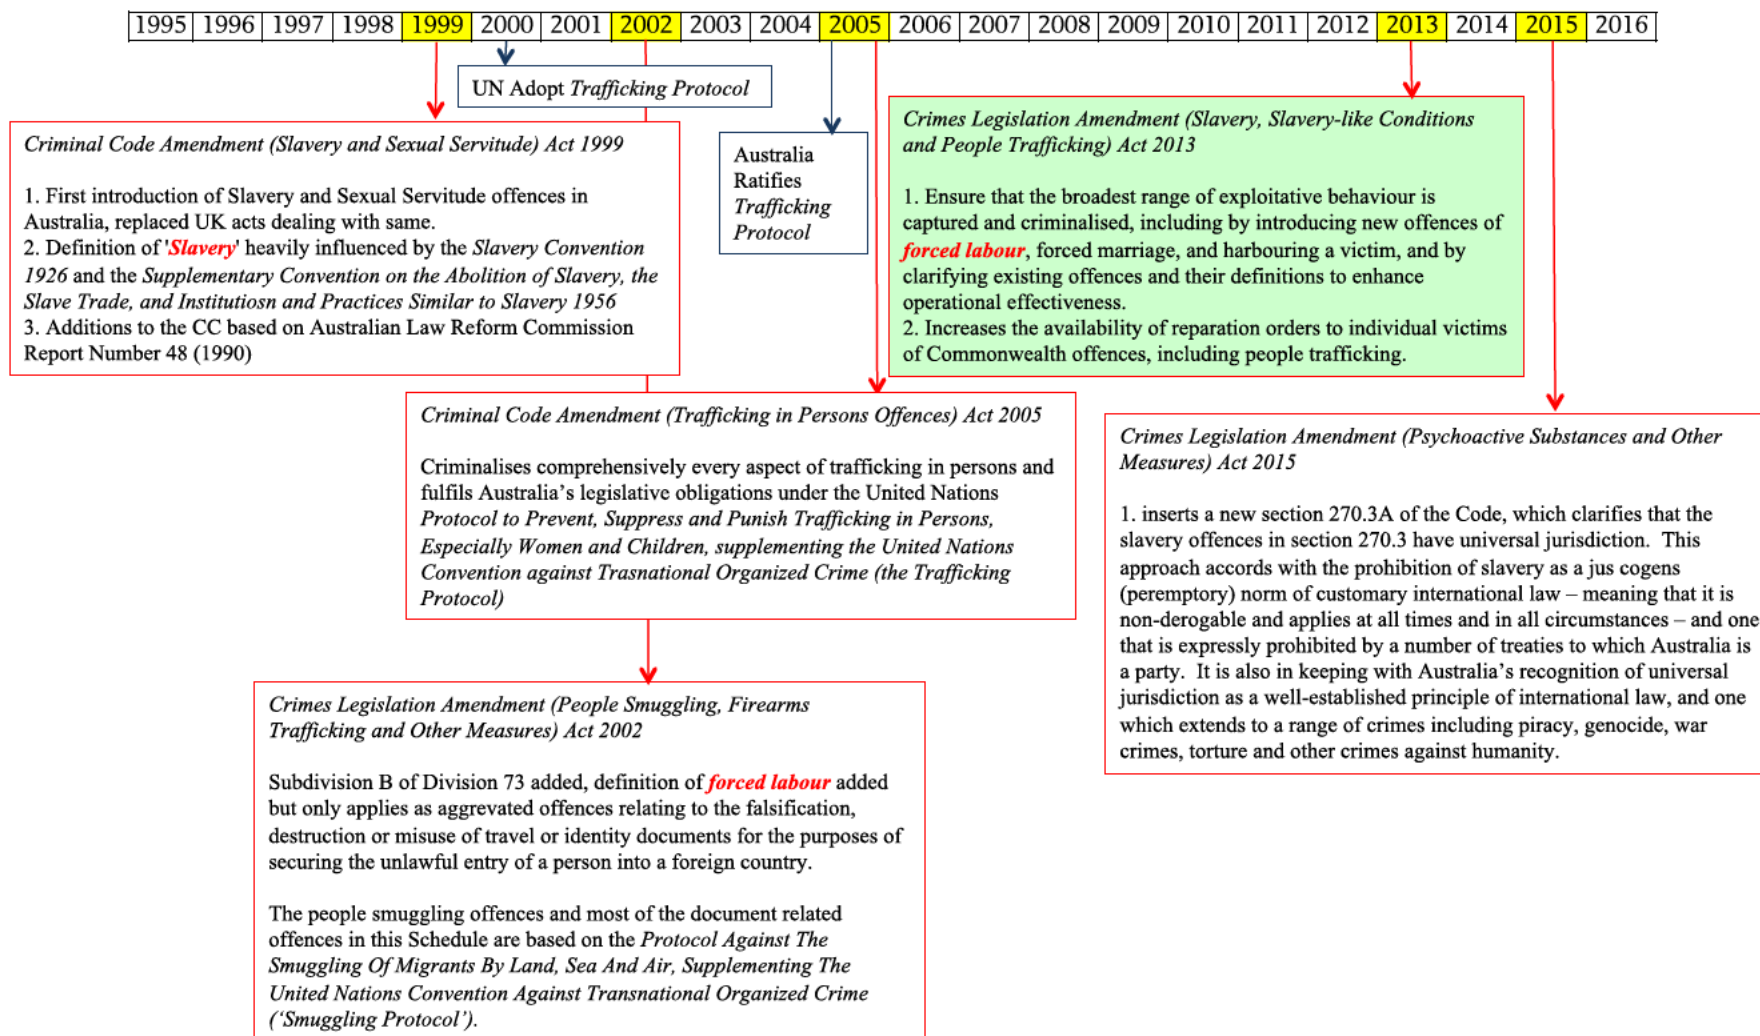 1995 1996 1997 1998 1999 2000 2001 2002 2003 2004 2005 2006 2007 2008 2009 2010 2011 2012 2013 2014 2015 2016
UN Adopt Trafficking Protocol
Criminal Code Amendment (Slavery and Sexual Servitude) Act 1999
1. First introduction of Slavery and Sexual Servitude offences in
Australia, replaced UK acts dealing with same.
2. Definition of 'Slavery' heavily influenced by the Slavery Convention
1926 and the Supplementary Convention on the Abolition of Slavery, the
Slave Trade, and Institutiosn and Practices Similar to Slavery 1956
3. Additions to the CC based on Australian Law Reform Commission
Report Number 48 (1990)
Australia
Ratifies
Trafficking
Protocol
Crimes Legislation Amendment (Slavery, Slavery-like Conditions
and People Trafficking) Act 2013
1. Ensure that the broadest range of exploitative behaviour is
captured and criminalised, including by introducing new offences of
forced labour, forced marriage, and harbouring a victim, and by
clarifying existing offences and their definitions to enhance
operational effectiveness.
2. Increases the availability of reparation orders to individual victims
of Commonwealth offences, including people trafficking.
Criminal Code Amendment (Trafficking in Persons Offences) Act 2005
Criminalises comprehensively every aspect of trafficking in persons and
fulfils Australia's legislative obligations under the United Nations
Protocol to Prevent, Suppress and Punish Trafficking in Persons,
Especially Women and Children, supplementing the United Nations
Convention against Trasnational Organized Crime (the Trafficking
Protocol)
Crimes Legislation Amendment (Psychoactive Substances and Other
Measures) Act 2015
1. inserts a new section 270.3A of the Code, which clarifies that the
slavery offences in section 270.3 have universal jurisdiction. This
approach accords with the prohibition of slavery as a jus cogens
(peremptory) norm of customary international law – meaning that it is
non-derogable and applies at all times and in all circumstances – and one
that is expressly prohibited by a number of treaties to which Australia is
a party. It is also in keeping with Australia's recognition of universal
jurisdiction as a well-established principle of international law, and one
which extends to a range of crimes including piracy, genocide, war
crimes, torture and other crimes against humanity.
Crimes Legislation Amendment (People Smuggling, Firearms
Trafficking and Other Measures) Act 2002
Subdivision B of Division 73 added, definition of forced labour added
but only applies as aggrevated offences relating to the falsification,
destruction or misuse of travel or identity documents for the purposes of
securing the unlawful entry of a person into a foreign country.
The people smuggling offences and most of the document related
offences in this Schedule are based on the Protocol Against The
Smuggling Of Migrants By Land, Sea And Air, Supplementing The
United Nations Convention Against Transnational Organized Crime
('Smuggling Protocol').